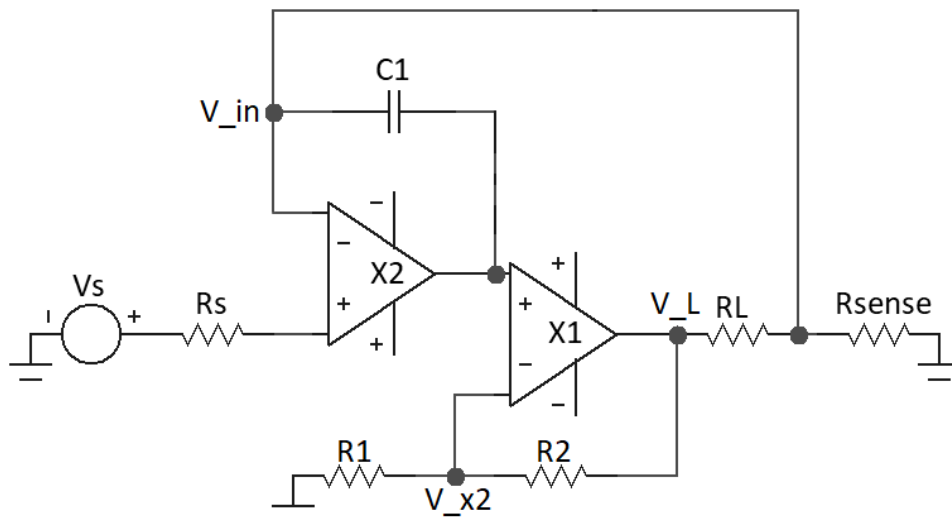 C1
V_in
−
X2
−
+
+
Vs
− +
Rs
+
+
X1
−
−
V_L
RL
Rsense
R1
R2
V_x2